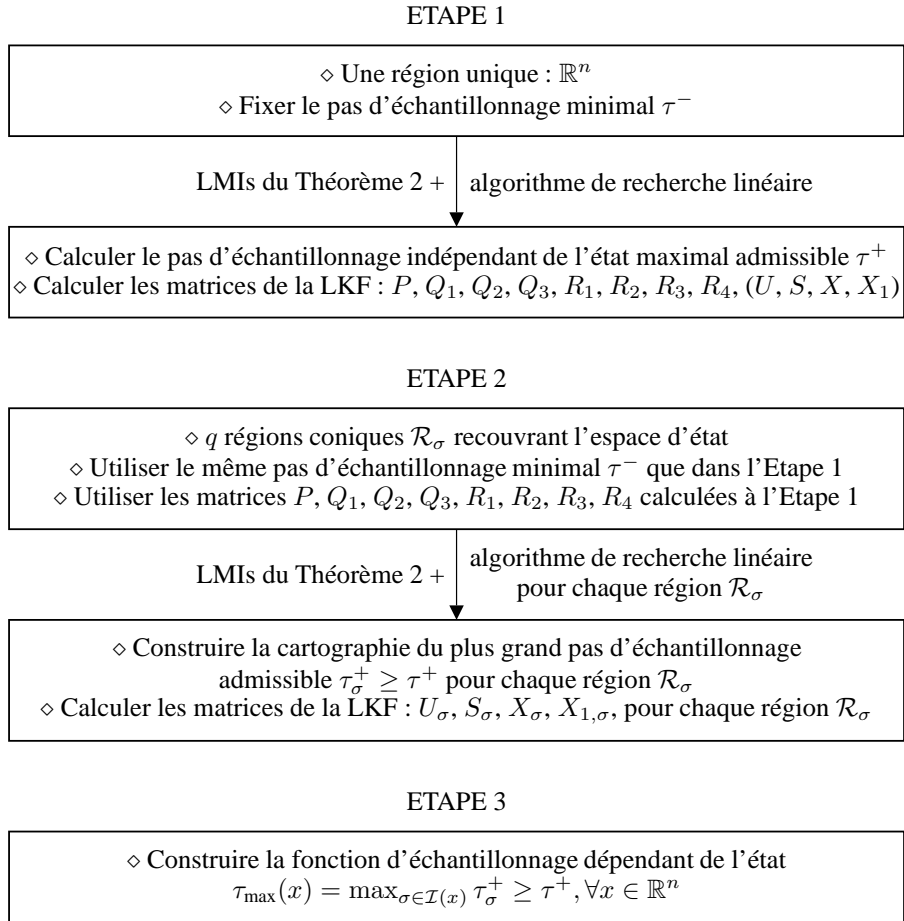 ETAPE 1
⋄ Une région unique : ℝⁿ
⋄ Fixer le pas d'échantillonnage minimal τ⁻
LMIs du Théorème 2 + algorithme de recherche linéaire
⋄ Calculer le pas d'échantillonnage indépendant de l'état maximal admissible τ⁺
⋄ Calculer les matrices de la LKF : P, Q₁, Q₂, Q₃, R₁, R₂, R₃, R₄, (U, S, X, X₁)
ETAPE 2
⋄ q régions coniques ℛ_σ recouvrant l'espace d'état
⋄ Utiliser le même pas d'échantillonnage minimal τ⁻ que dans l'Etape 1
⋄ Utiliser les matrices P, Q₁, Q₂, Q₃, R₁, R₂, R₃, R₄ calculées à l'Etape 1
LMIs du Théorème 2 + algorithme de recherche linéaire
pour chaque région ℛ_σ
⋄ Construire la cartographie du plus grand pas d'échantillonnage
admissible τ_σ⁺ ≥ τ⁺ pour chaque région ℛ_σ
⋄ Calculer les matrices de la LKF : U_σ, S_σ, X_σ, X_{1,σ}, pour chaque région ℛ_σ
ETAPE 3
⋄ Construire la fonction d'échantillonnage dépendant de l'état
τ_max(x) = max_{σ∈ℐ(x)} τ_σ⁺ ≥ τ⁺, ∀x ∈ ℝⁿ